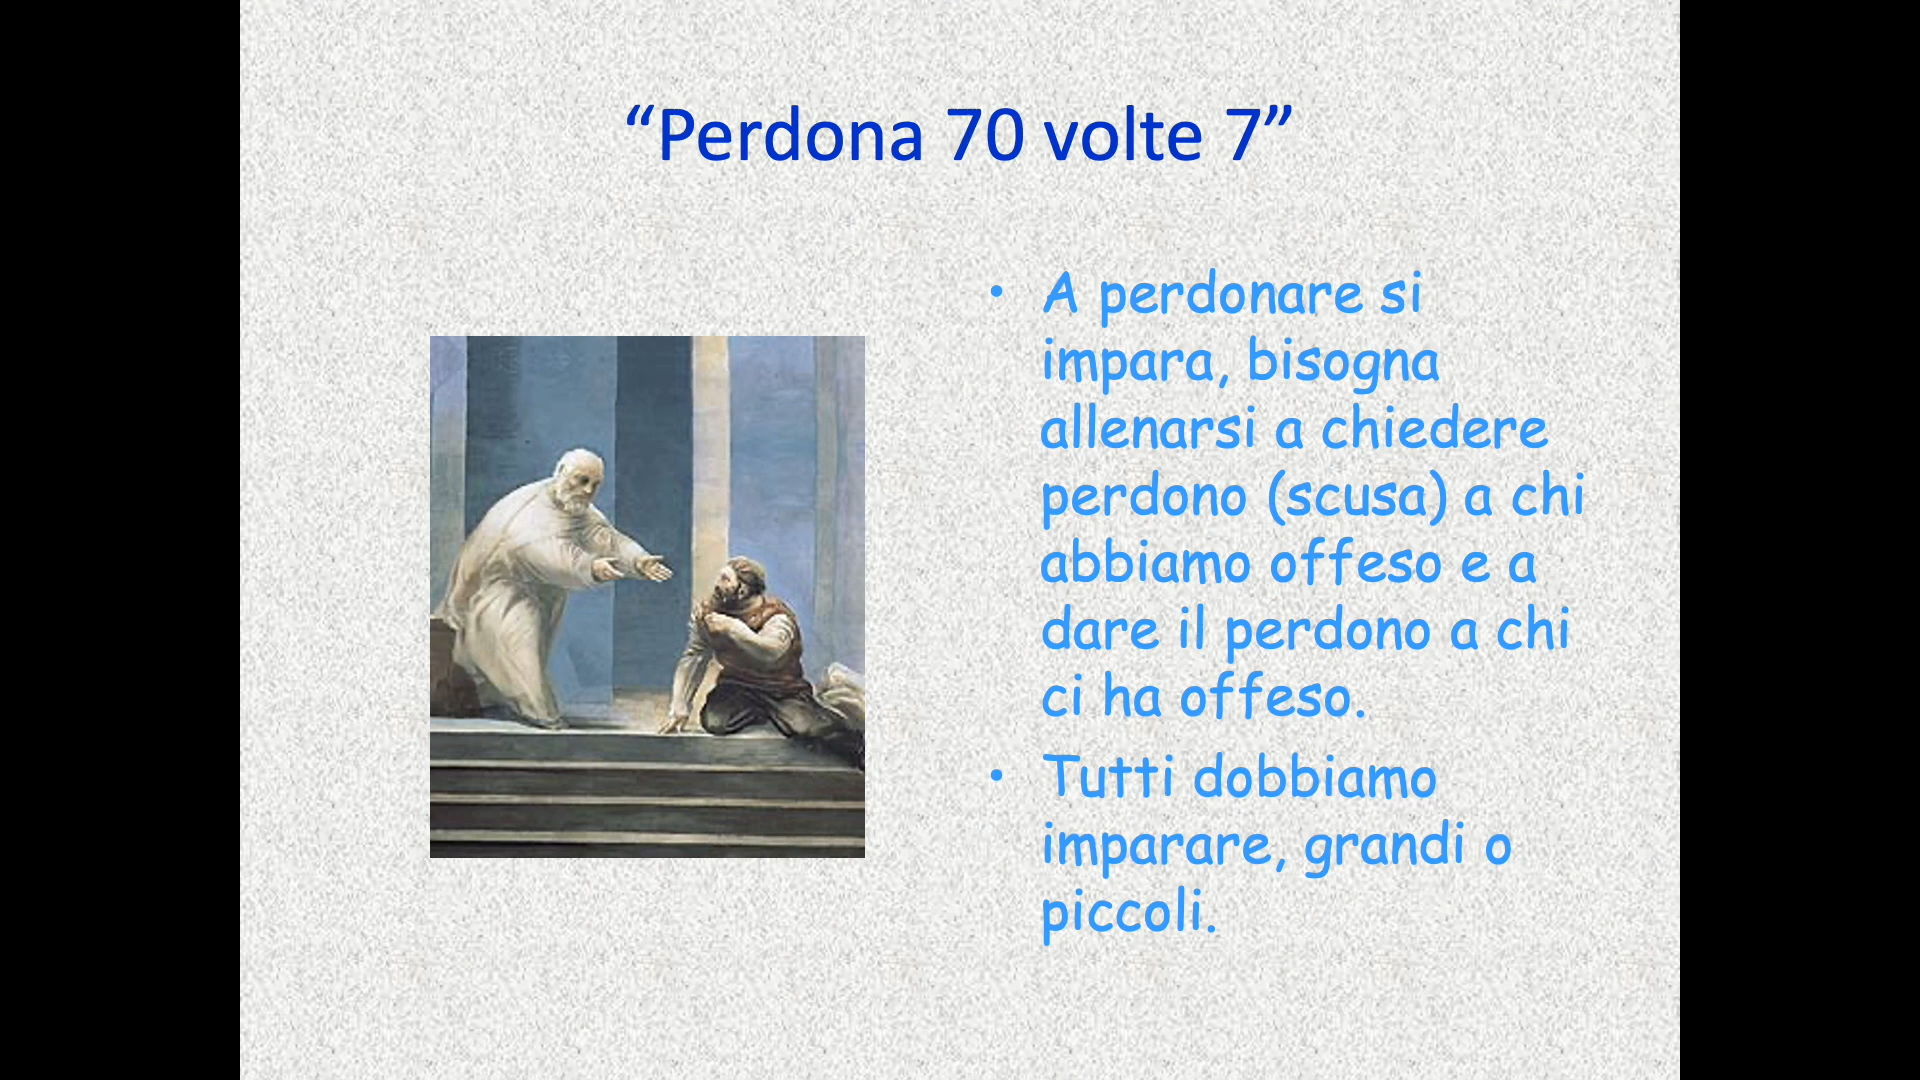 “Perdona 70 volte 7”
• A perdonare si
impara, bisogna
allenarsi a chiedere
perdono (scusa) a chi
abbiamo offeso e a
dare il perdono a chi
ci ha offeso.
• Tutti dobbiamo
imparare, grandi o
piccoli.